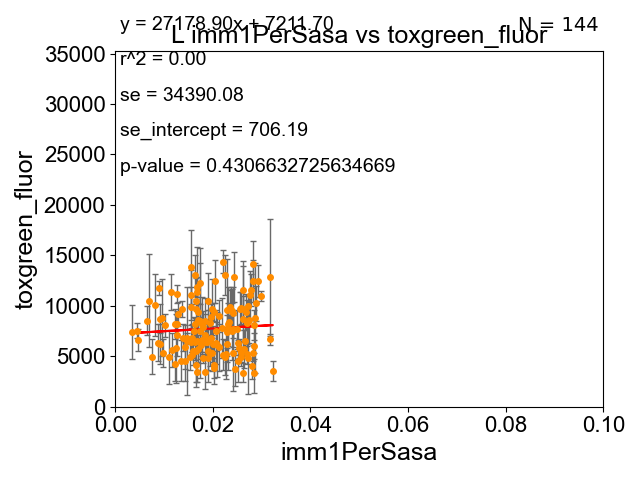 y = 27178.90x + 7211.70
N = 144
L imm1PerSasa vs toxgreen_fluor
r^2 = 0.00
se = 34390.08
se_intercept = 706.19
p-value = 0.4306632725634669
35000
30000
25000
20000
15000
10000
5000
0
toxgreen_fluor
0.00
0.02
0.04
0.06
0.08
0.10
imm1PerSasa